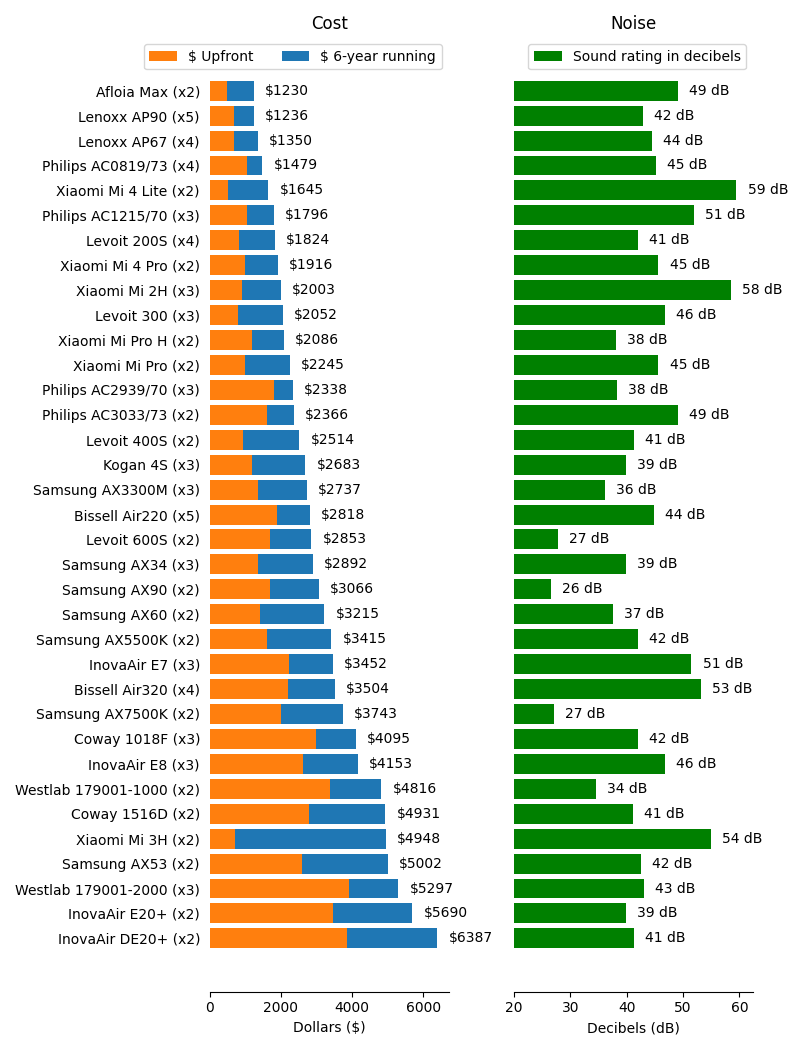 Cost Noise
$ Upfront $ 6-year running Sound rating in decibels
Afloia Max (x2) $1230 49 dB
Lenoxx AP90 (x5) $1236 42 dB
Lenoxx AP67 (x4) $1350 44 dB
Philips AC0819/73 (x4) $1479 45 dB
Xiaomi Mi 4 Lite (x2) $1645 59 dB
Philips AC1215/70 (x3) $1796 51 dB
Levoit 200S (x4) $1824 41 dB
Xiaomi Mi 4 Pro (x2) $1916 45 dB
Xiaomi Mi 2H (x3) $2003 58 dB
Levoit 300 (x3) $2052 46 dB
Xiaomi Mi Pro H (x2) $2086 38 dB
Xiaomi Mi Pro (x2) $2245 45 dB
Philips AC2939/70 (x3) $2338 38 dB
Philips AC3033/73 (x2) $2366 49 dB
Levoit 400S (x2) $2514 41 dB
Kogan 4S (x3) $2683 39 dB
Samsung AX3300M (x3) $2737 36 dB
Bissell Air220 (x5) $2818 44 dB
Levoit 600S (x2) $2853 27 dB
Samsung AX34 (x3) $2892 39 dB
Samsung AX90 (x2) $3066 26 dB
Samsung AX60 (x2) $3215 37 dB
Samsung AX5500K (x2) $3415 42 dB
InovaAir E7 (x3) $3452 51 dB
Bissell Air320 (x4) $3504 53 dB
Samsung AX7500K (x2) $3743 27 dB
Coway 1018F (x3) $4095 42 dB
InovaAir E8 (x3) $4153 46 dB
Westlab 179001-1000 (x2) $4816 34 dB
Coway 1516D (x2) $4931 41 dB
Xiaomi Mi 3H (x2) $4948 54 dB
Samsung AX53 (x2) $5002 42 dB
Westlab 179001-2000 (x3) $5297 43 dB
InovaAir E20+ (x2) $5690 39 dB
InovaAir DE20+ (x2) $6387 41 dB
0 2000 4000 6000 20 30 40 50 60
Dollars ($) Decibels (dB)